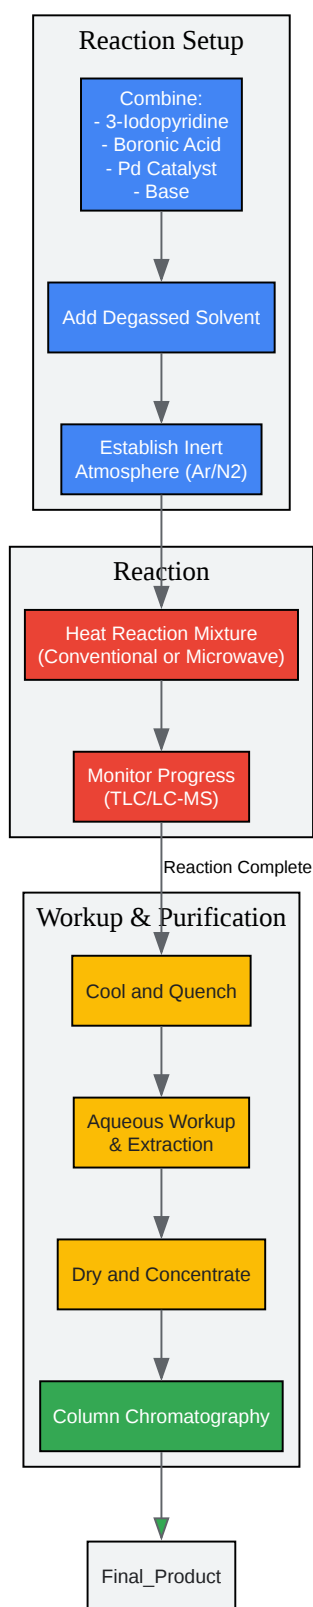 Reaction Setup
Combine:
- 3-Iodopyridine
- Boronic Acid
- Pd Catalyst
- Base
Add Degassed Solvent
Establish Inert
Atmosphere (Ar/N2)
Reaction
Heat Reaction Mixture
(Conventional or Microwave)
Monitor Progress
(TLC/LC-MS)
Reaction Complete
Workup & Purification
Cool and Quench
Aqueous Workup
& Extraction
Dry and Concentrate
Column Chromatography
Final_Product